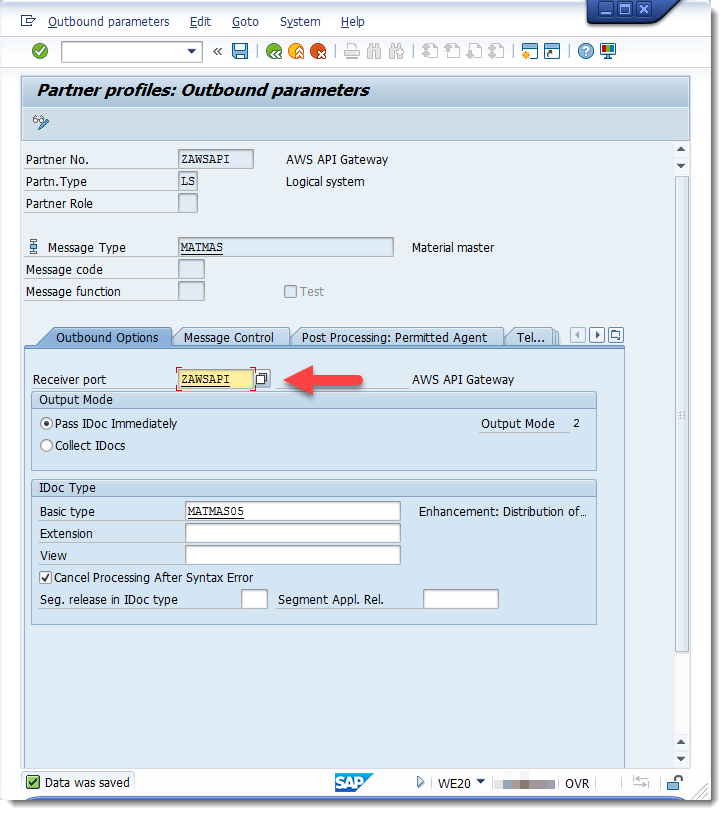 Outbound parameters Edit Goto System Help
Partner profiles: Outbound parameters
Partner No. ZAWSAPI AWS API Gateway
Partn.Type LS Logical system
Partner Role
Message Type MATMAS Material master
Message code
Message function Test
Outbound Options Message Control Post Processing: Permitted Agent Tel...
Receiver port ZAWSAPI AWS API Gateway
Output Mode
Pass IDoc Immediately Output Mode 2
Collect IDocs
IDoc Type
Basic type MATMAS05 Enhancement: Distribution of...
Extension
View
Cancel Processing After Syntax Error
Seg. release in IDoc type Segment Appl. Rel.
Data was saved SAP WE20 OVR